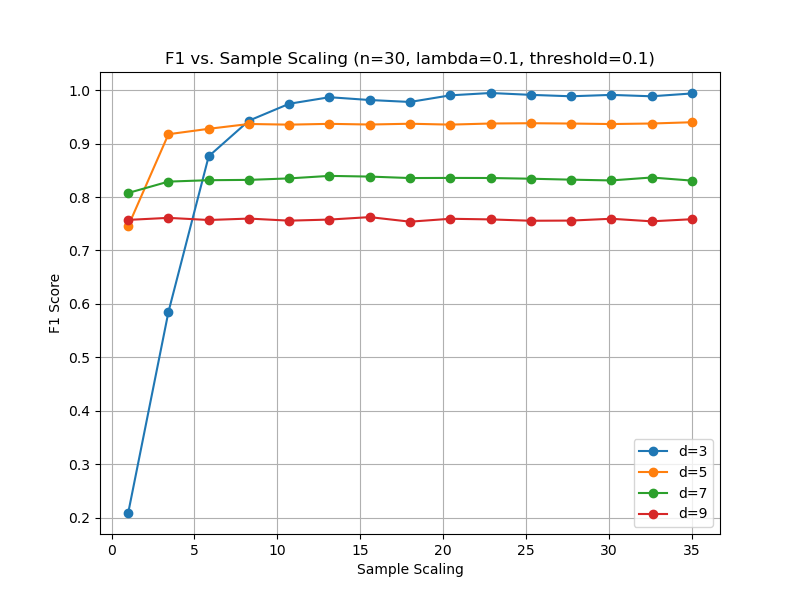 F1 vs. Sample Scaling (n=30, lambda=0.1, threshold=0.1)
1.0
0.9
0.8
0.7
0.6
0.5
0.4
0.3
0.2
F1 Score
0
5
10
15
20
25
30
35
Sample Scaling
d=3
d=5
d=7
d=9